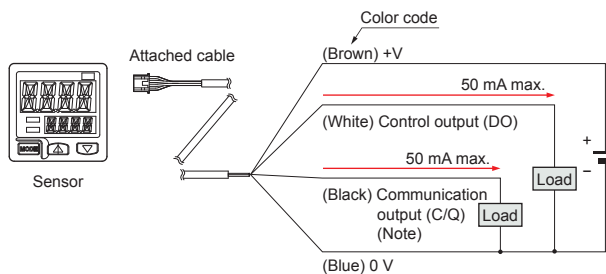 Color code
Attached cable
(Brown) +V
50 mA max.
(White) Control output (DO)
+
50 mA max.
−
Load
MODE
Sensor
(Black) Communication
output (C/Q)
Load
(Note)
(Blue) 0 V